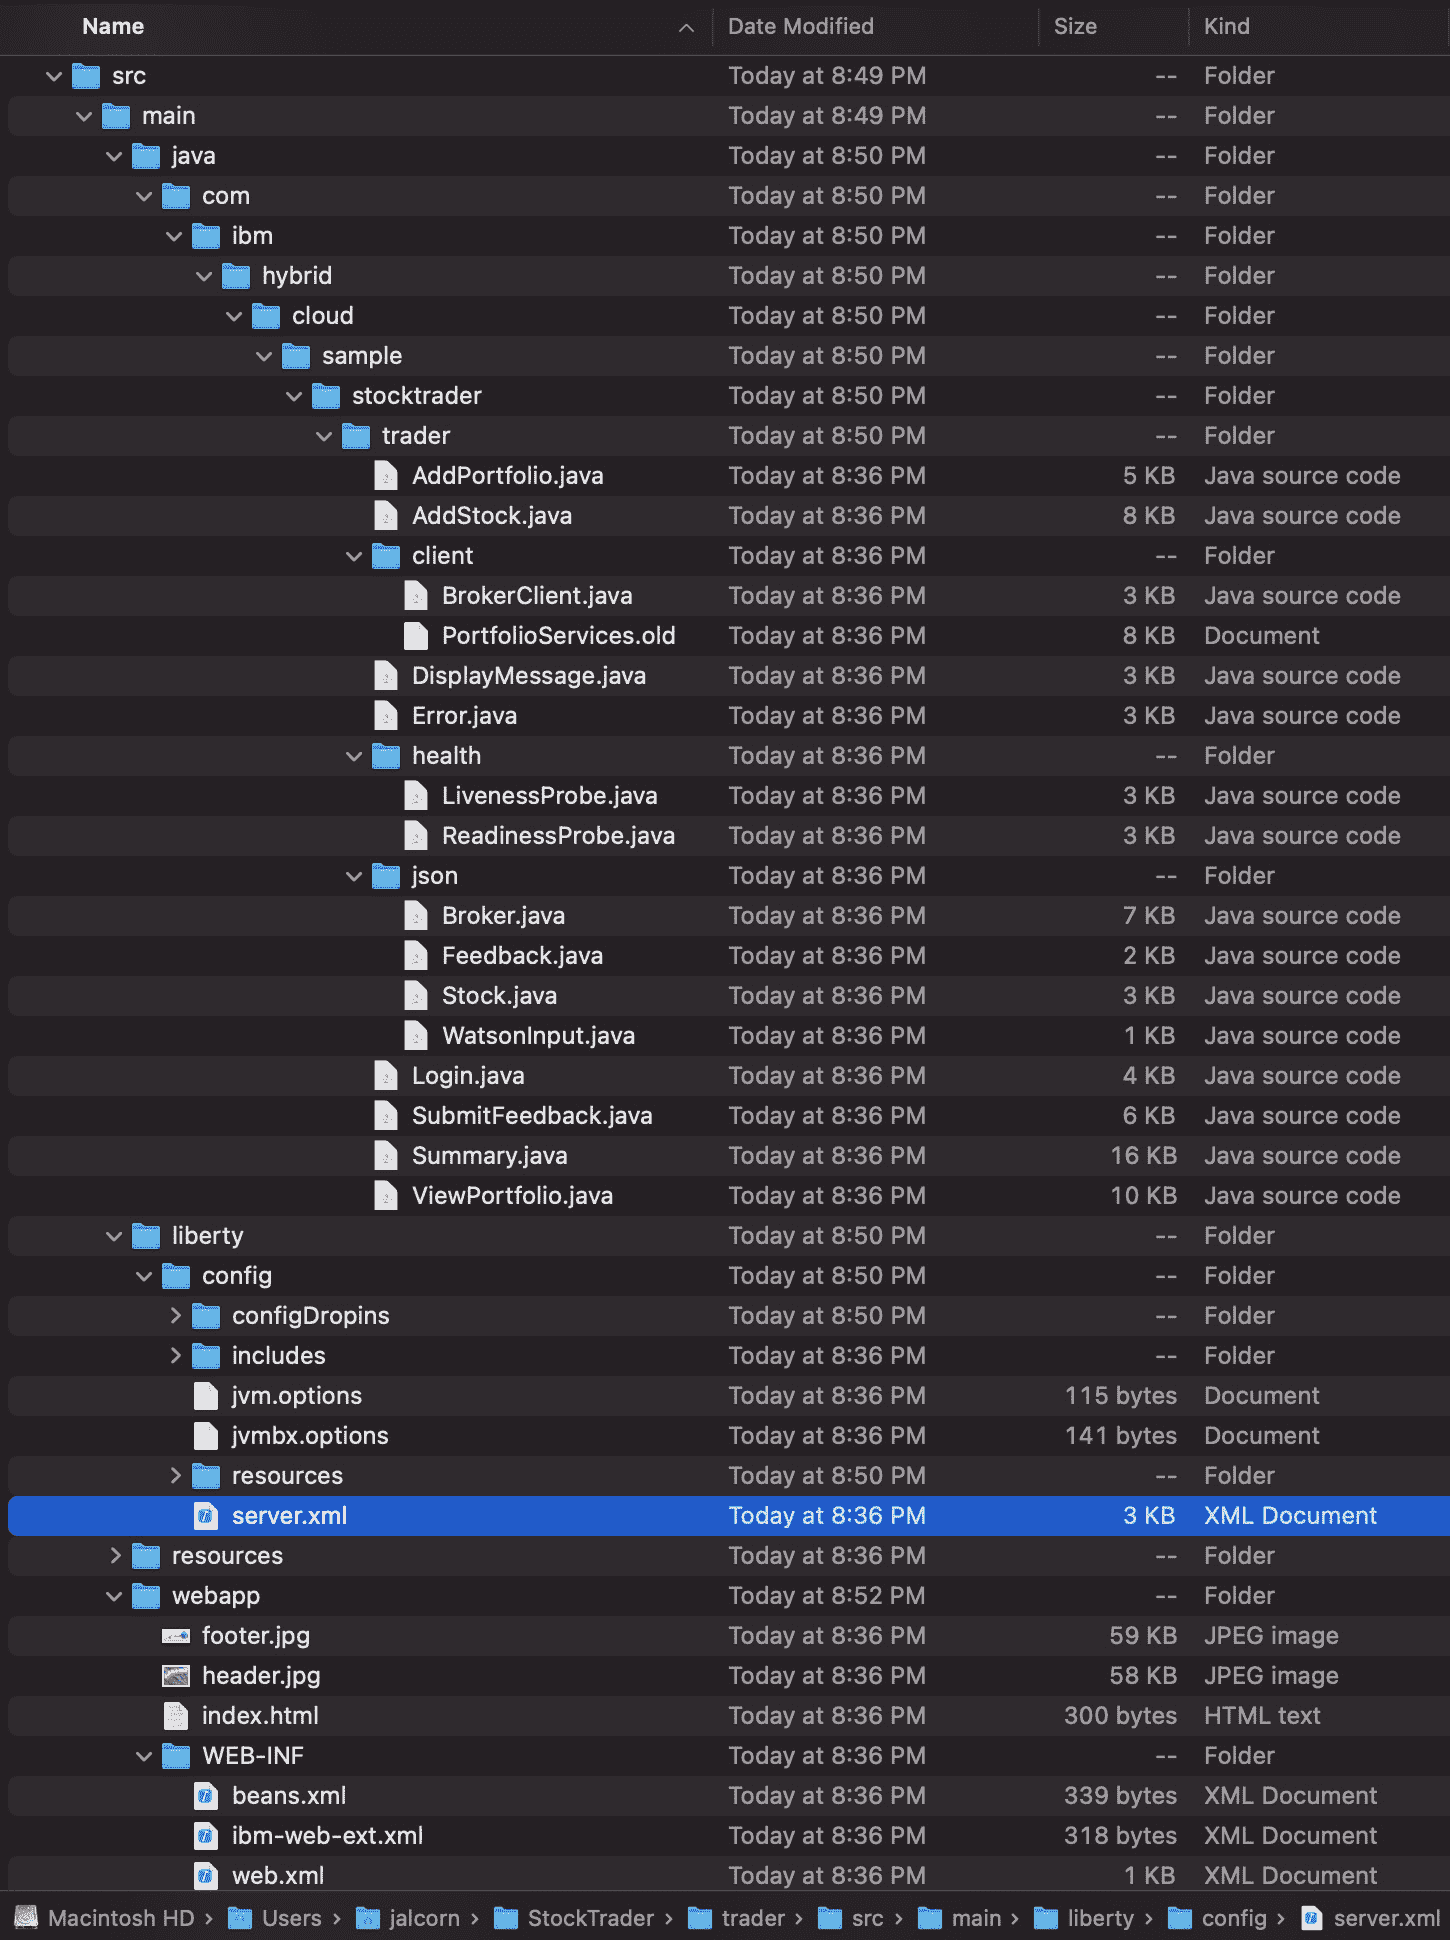 Name Date Modified Size Kind
src Today at 8:49 PM -- Folder
main Today at 8:49 PM -- Folder
java Today at 8:50 PM -- Folder
com Today at 8:50 PM -- Folder
ibm Today at 8:50 PM -- Folder
hybrid Today at 8:50 PM -- Folder
cloud Today at 8:50 PM -- Folder
sample Today at 8:50 PM -- Folder
stocktrader Today at 8:50 PM -- Folder
trader Today at 8:50 PM -- Folder
AddPortfolio.java Today at 8:36 PM 5 KB Java source code
AddStock.java Today at 8:36 PM 8 KB Java source code
client Today at 8:36 PM -- Folder
BrokerClient.java Today at 8:36 PM 3 KB Java source code
PortfolioServices.old Today at 8:36 PM 8 KB Document
DisplayMessage.java Today at 8:36 PM 3 KB Java source code
Error.java Today at 8:36 PM 3 KB Java source code
health Today at 8:36 PM -- Folder
LivenessProbe.java Today at 8:36 PM 3 KB Java source code
ReadinessProbe.java Today at 8:36 PM 3 KB Java source code
json Today at 8:36 PM -- Folder
Broker.java Today at 8:36 PM 7 KB Java source code
Feedback.java Today at 8:36 PM 2 KB Java source code
Stock.java Today at 8:36 PM 3 KB Java source code
WatsonInput.java Today at 8:36 PM 1 KB Java source code
Login.java Today at 8:36 PM 4 KB Java source code
SubmitFeedback.java Today at 8:36 PM 6 KB Java source code
Summary.java Today at 8:36 PM 16 KB Java source code
ViewPortfolio.java Today at 8:36 PM 10 KB Java source code
liberty Today at 8:50 PM -- Folder
config Today at 8:50 PM -- Folder
configDropins Today at 8:50 PM -- Folder
includes Today at 8:36 PM -- Folder
jvm.options Today at 8:36 PM 115 bytes Document
jvmbx.options Today at 8:36 PM 141 bytes Document
resources Today at 8:50 PM -- Folder
server.xml Today at 8:36 PM 3 KB XML Document
resources Today at 8:36 PM -- Folder
webapp Today at 8:52 PM -- Folder
footer.jpg Today at 8:36 PM 59 KB JPEG image
header.jpg Today at 8:36 PM 58 KB JPEG image
index.html Today at 8:36 PM 300 bytes HTML text
WEB-INF Today at 8:36 PM -- Folder
beans.xml Today at 8:36 PM 339 bytes XML Document
ibm-web-ext.xml Today at 8:36 PM 318 bytes XML Document
web.xml Today at 8:36 PM 1 KB XML Document
Macintosh HD › Users › jalcorn › StockTrader › trader › src › main › liberty › config › server.xml